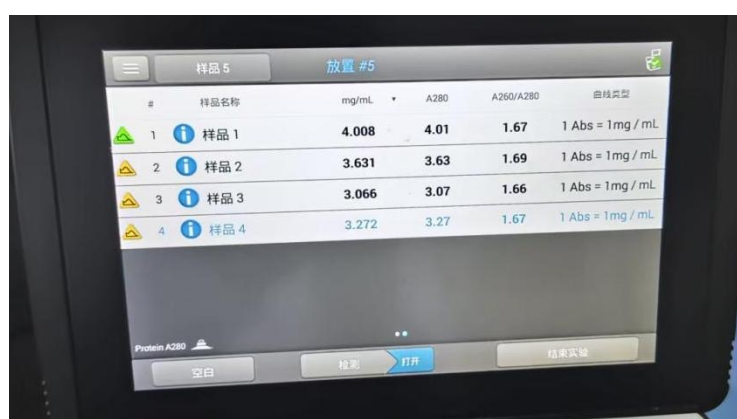 样品 5 放置 #5
# 样品名称 mg/mL A280 A260/A280 曲线类型
1 样品 1 4.008 4.01 1.67 1 Abs = 1mg / mL
2 样品 2 3.631 3.63 1.69 1 Abs = 1mg / mL
3 样品 3 3.066 3.07 1.66 1 Abs = 1mg / mL
4 样品 4 3.272 3.27 1.67 1 Abs = 1mg / mL
Protein A280
空白 检测 打开 结束实验